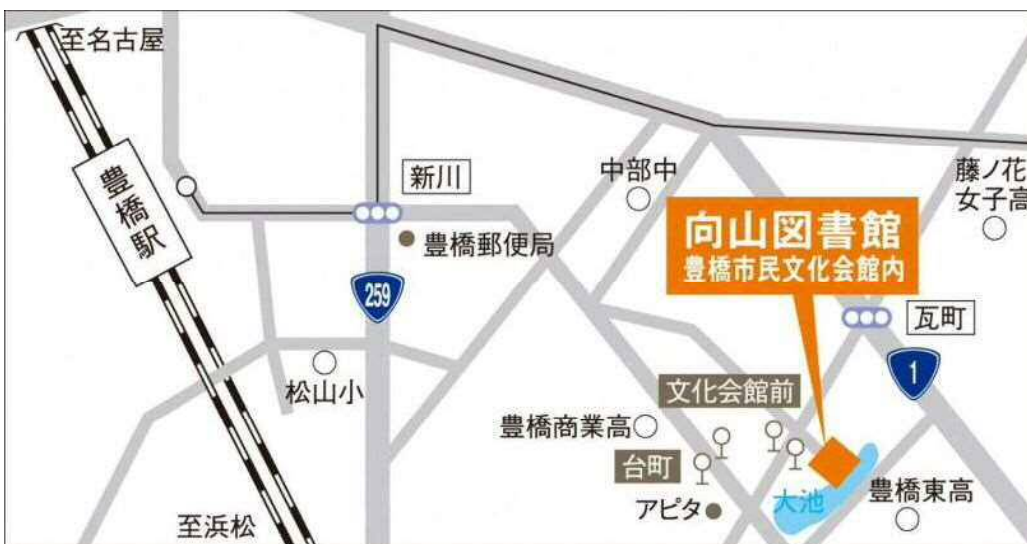 至名古屋
豊橋駅
新川
豊橋郵便局
259
松山小
至浜松
中部中
藤ノ花
女子高
向山図書館
豊橋市民文化会館内
瓦町
1
文化会館前
豊橋商業高
台町
アピタ
大池
豊橋東高